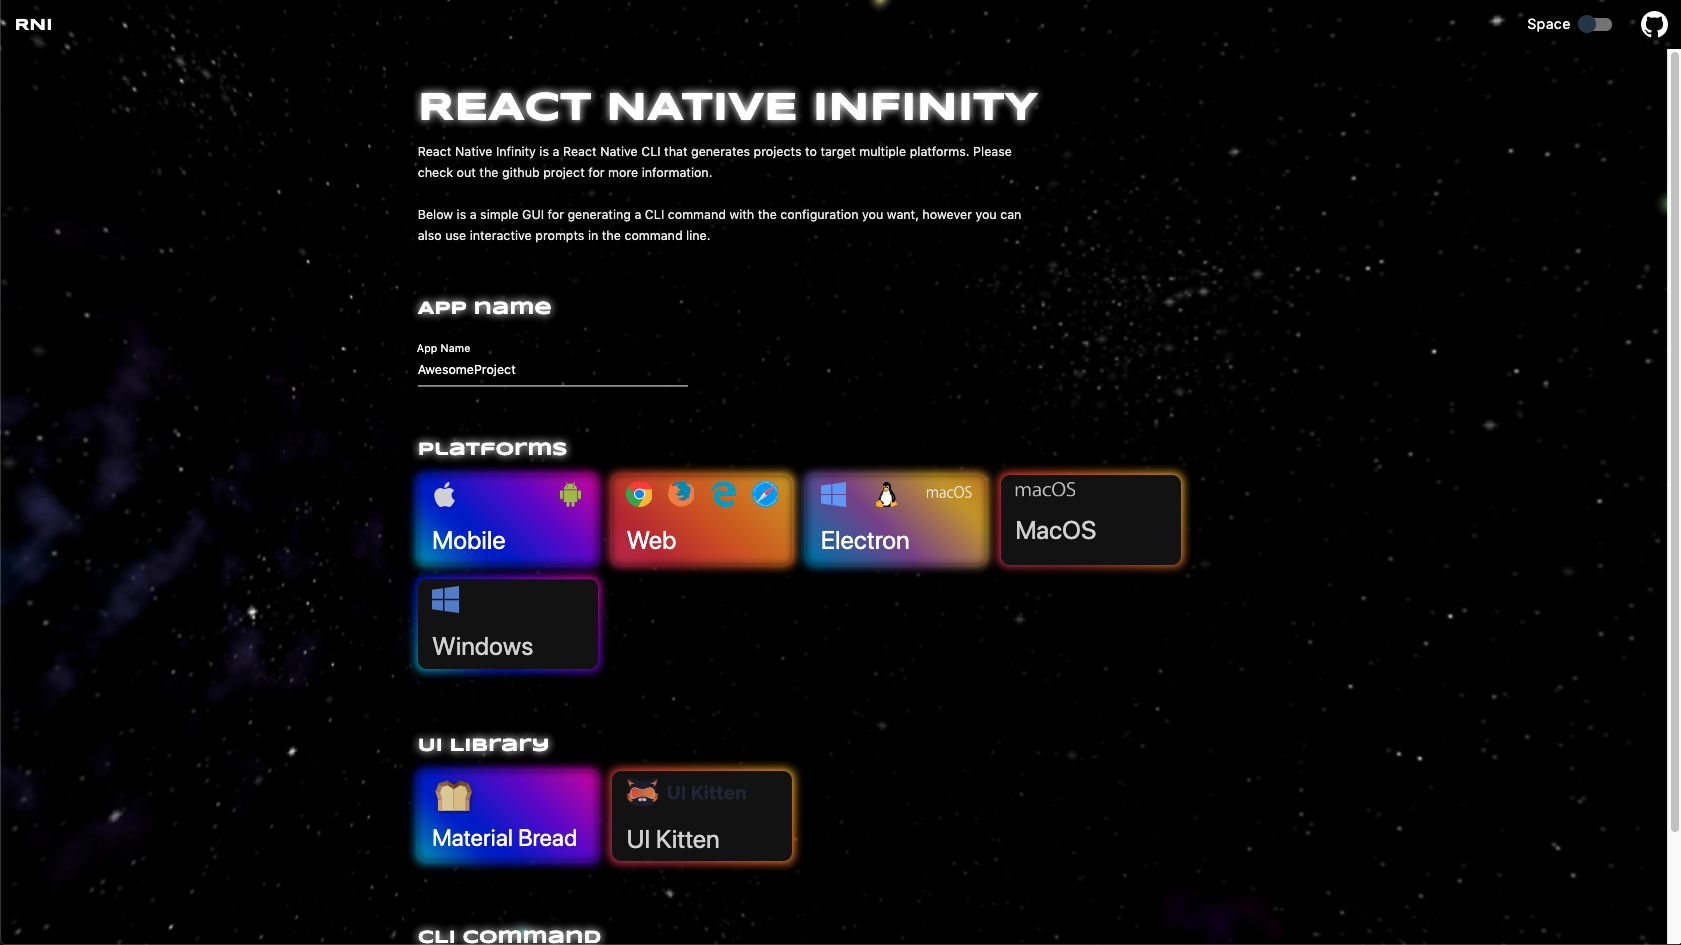 RNI
Space
REACT NATIVE INFINITY
React Native Infinity is a React Native CLI that generates projects to target multiple platforms. Please
check out the github project for more information.
Below is a simple GUI for generating a CLI command with the configuration you want, however you can
also use interactive prompts in the command line.
App name
App Name
AwesomeProject
Platforms
Mobile
Web
macOS
Electron
macOS
MacOS
Windows
UI Library
Material Bread
UI Kitten
UI Kitten
CLI command